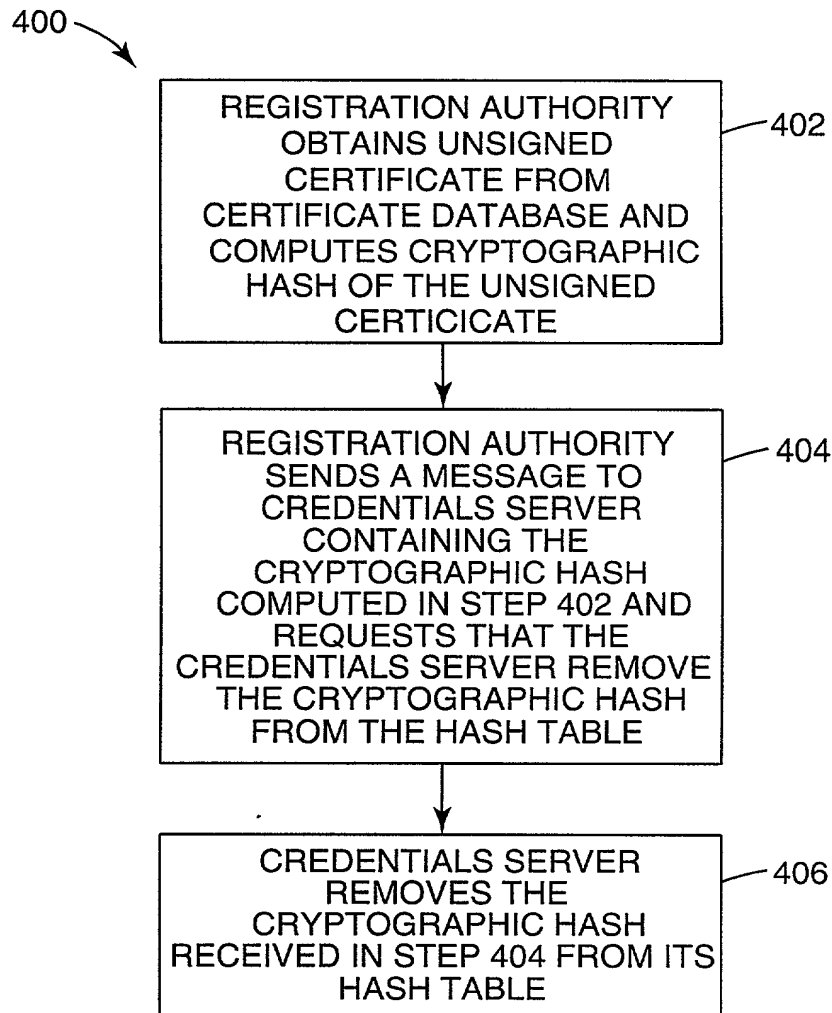 400
REGISTRATION AUTHORITY
OBTAINS UNSIGNED
CERTIFICATE FROM
CERTIFICATE DATABASE AND
COMPUTES CRYPTOGRAPHIC
HASH OF THE UNSIGNED
CERTICICATE
402
REGISTRATION AUTHORITY
SENDS A MESSAGE TO
CREDENTIALS SERVER
CONTAINING THE
CRYPTOGRAPHIC HASH
COMPUTED IN STEP 402 AND
REQUESTS THAT THE
CREDENTIALS SERVER REMOVE
THE CRYPTOGRAPHIC HASH
FROM THE HASH TABLE
404
CREDENTIALS SERVER
REMOVES THE
CRYPTOGRAPHIC HASH
RECEIVED IN STEP 404 FROM ITS
HASH TABLE
406